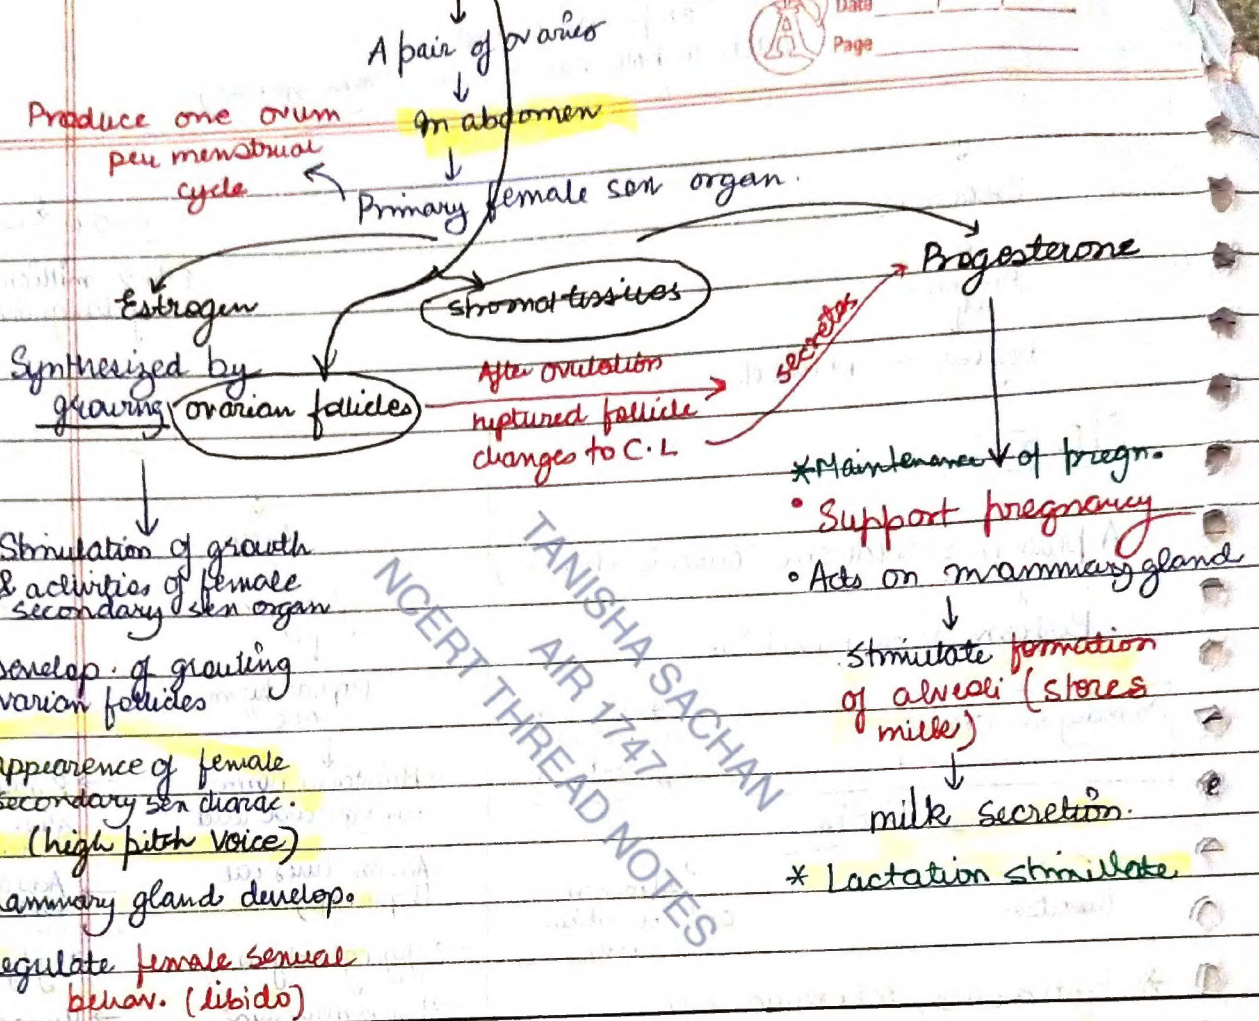 Date
Page
A pair of ovaries
In abdomen
Produce one ovum
per menstrual
cycle
Primary female sex organ.
Estrogen
stromal tissues
Progesterone
Synthesized by
growing ovarian follicles
After ovulation
ruptured follicle
changes to C.L
secretes
Stimulation of growth
& activities of female
secondary sex organ
develop. of growing
varian follicles
appearence of female
secondary sex charac.
(high pitch voice)
ammary gland develop.
egulate female sexual
behav. (libido)
*Maintenance of pregn.
• Support pregnancy
• Acts on mammary gland
stimulate formation
of alveoli (stores
milk)
milk secretion.
* Lactation stimulate
TANISHA SACHAN
AIR 1747
NCERT THREAD NOTES